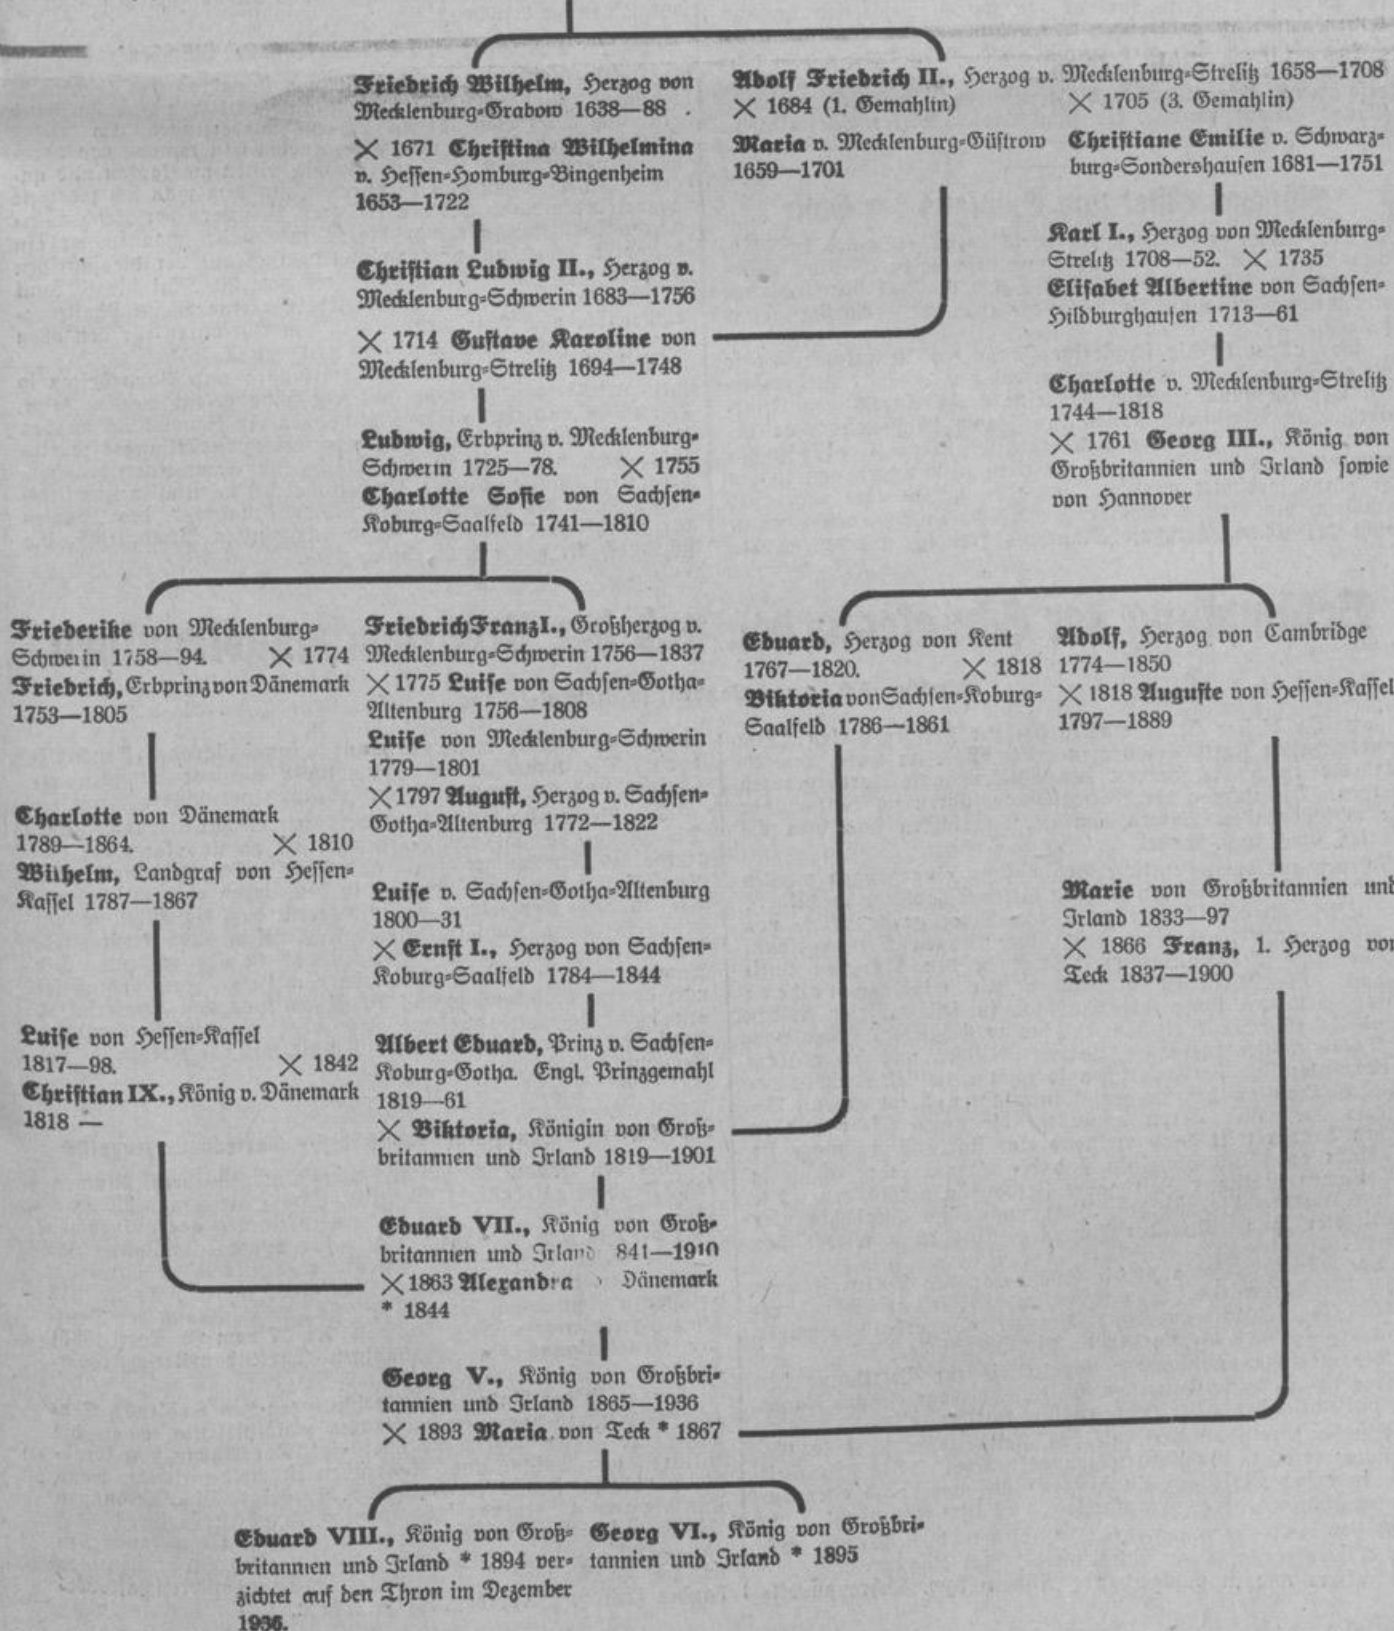 Friedrich Wilhelm, Herzog von
Mecklenburg-Grabow 1638—88
⨉ 1671 Christina Wilhelmina
v. Hessen-Homburg-Bingenheim
1653—1722
Adolf Friedrich II., Herzog v. Mecklenburg-Strelitz 1658—1708
⨉ 1684 (1. Gemahlin)
Maria v. Mecklenburg-Güstrow
1659—1701
⨉ 1705 (3. Gemahlin)
Christiane Emilie v. Schwarz-
burg-Sondershausen 1681—1751
Christian Ludwig II., Herzog v.
Mecklenburg-Schwerin 1683—1756
⨉ 1714 Gustave Karoline von
Mecklenburg-Strelitz 1694—1748
Karl I., Herzog von Mecklenburg-
Strelitz 1708—52. ⨉ 1735
Elisabet Albertine von Sachsen-
Hildburghausen 1713—61
Ludwig, Erbprinz v. Mecklenburg-
Schwerin 1725—78. ⨉ 1755
Charlotte Sofie von Sachsen-
Koburg-Saalfeld 1741—1810
Charlotte v. Mecklenburg-Strelitz
1744—1818
⨉ 1761 Georg III., König von
Großbritannien und Irland sowie
von Hannover
Friederike von Mecklenburg-
Schwerin 1758—94. ⨉ 1774
Friedrich, Erbprinz von Dänemark
1753—1805
Friedrich Franz I., Großherzog v.
Mecklenburg-Schwerin 1756—1837
⨉ 1775 Luise von Sachsen-Gotha-
Altenburg 1756—1808
Luise von Mecklenburg-Schwerin
1779—1801
⨉ 1797 August, Herzog v. Sachsen-
Gotha-Altenburg 1772—1822
Eduard, Herzog von Kent
1767—1820. ⨉ 1818
Viktoria von Sachsen-Koburg-
Saalfeld 1786—1861
Adolf, Herzog von Cambridge
1774—1850
⨉ 1818 Auguste von Hessen-Kassel
1797—1889
Charlotte von Dänemark
1789—1864. ⨉ 1810
Wilhelm, Landgraf von Hessen-
Kassel 1787—1867
Luise v. Sachsen-Gotha-Altenburg
1800—31
⨉ Ernst I., Herzog von Sachsen-
Koburg-Saalfeld 1784—1844
Marie von Großbritannien und
Irland 1833—97
⨉ 1866 Franz, 1. Herzog von
Teck 1837—1900
Luise von Hessen-Kassel
1817—98. ⨉ 1842
Christian IX., König v. Dänemark
1818 —
Albert Eduard, Prinz v. Sachsen-
Koburg-Gotha. Engl. Prinzgemahl
1819—61
⨉ Viktoria, Königin von Groß-
britannien und Irland 1819—1901
Eduard VII., König von Groß-
britannien und Irland 841—1910
⨉ 1863 Alexandra Dänemark
* 1844
Georg V., König von Großbri-
tannien und Irland 1865—1936
⨉ 1893 Maria von Teck * 1867
Eduard VIII., König von Groß-
britannien und Irland * 1894 ver-
zichtet auf den Thron im Dezember
1936.
Georg VI., König von Großbri-
tannien und Irland * 1895